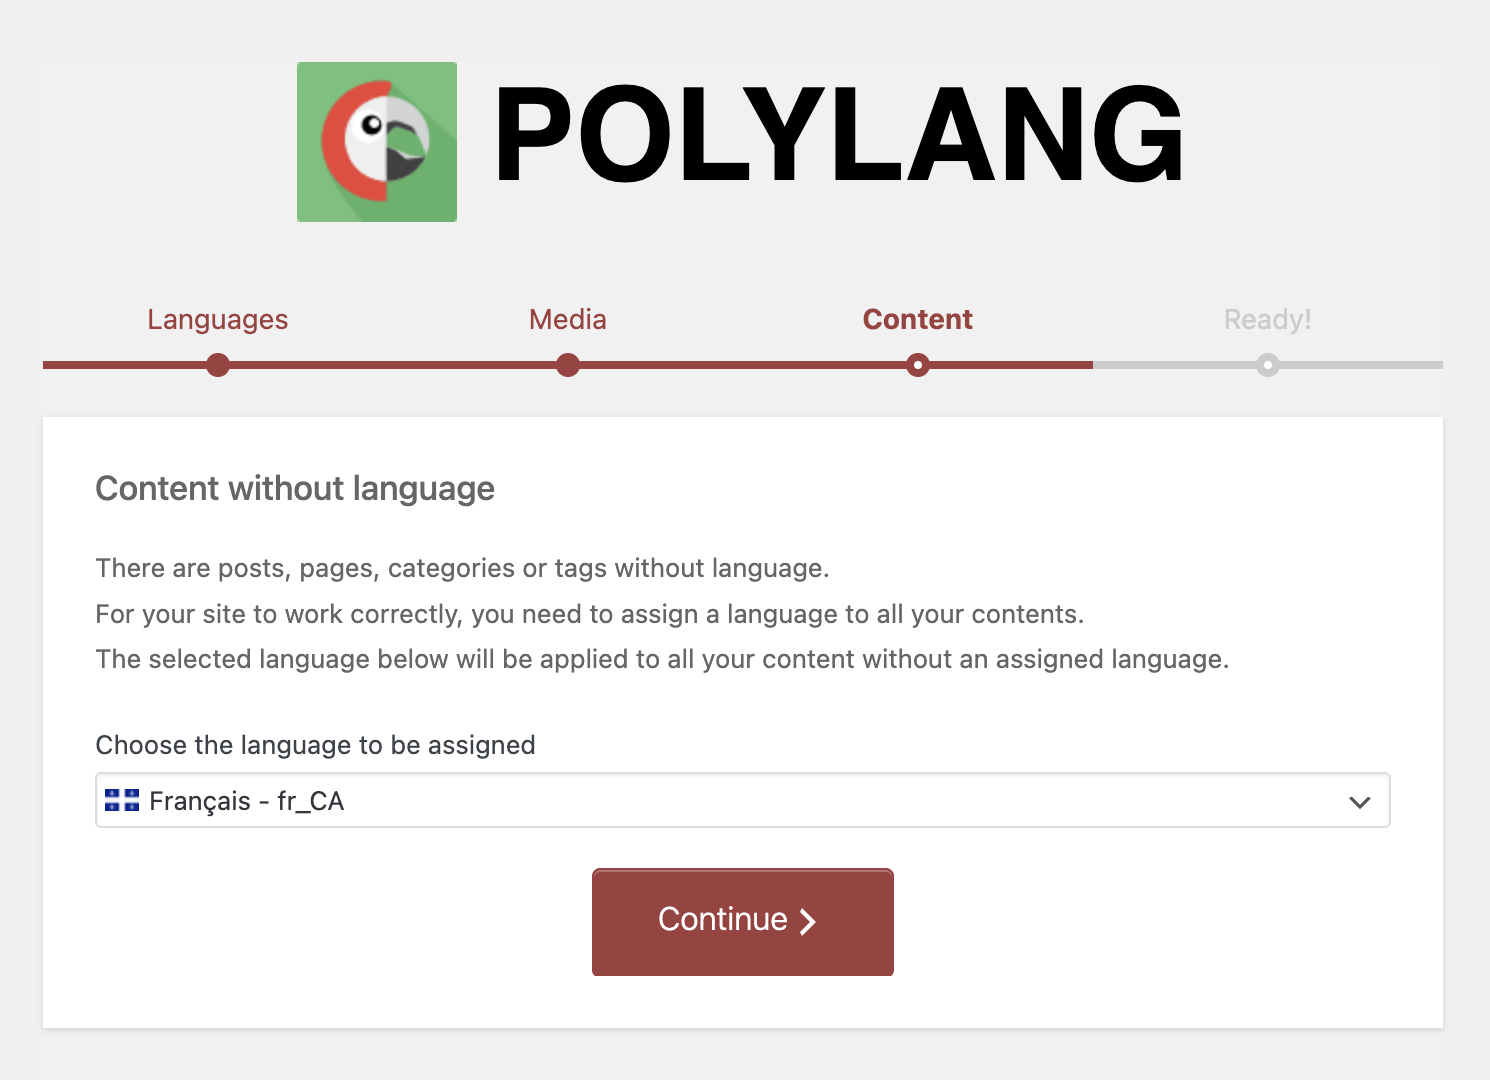 POLYLANG
Languages
Media
Content
Ready!
Content without language
There are posts, pages, categories or tags without language.
For your site to work correctly, you need to assign a language to all your contents.
The selected language below will be applied to all your content without an assigned language.
Choose the language to be assigned
Français - fr_CA
Continue